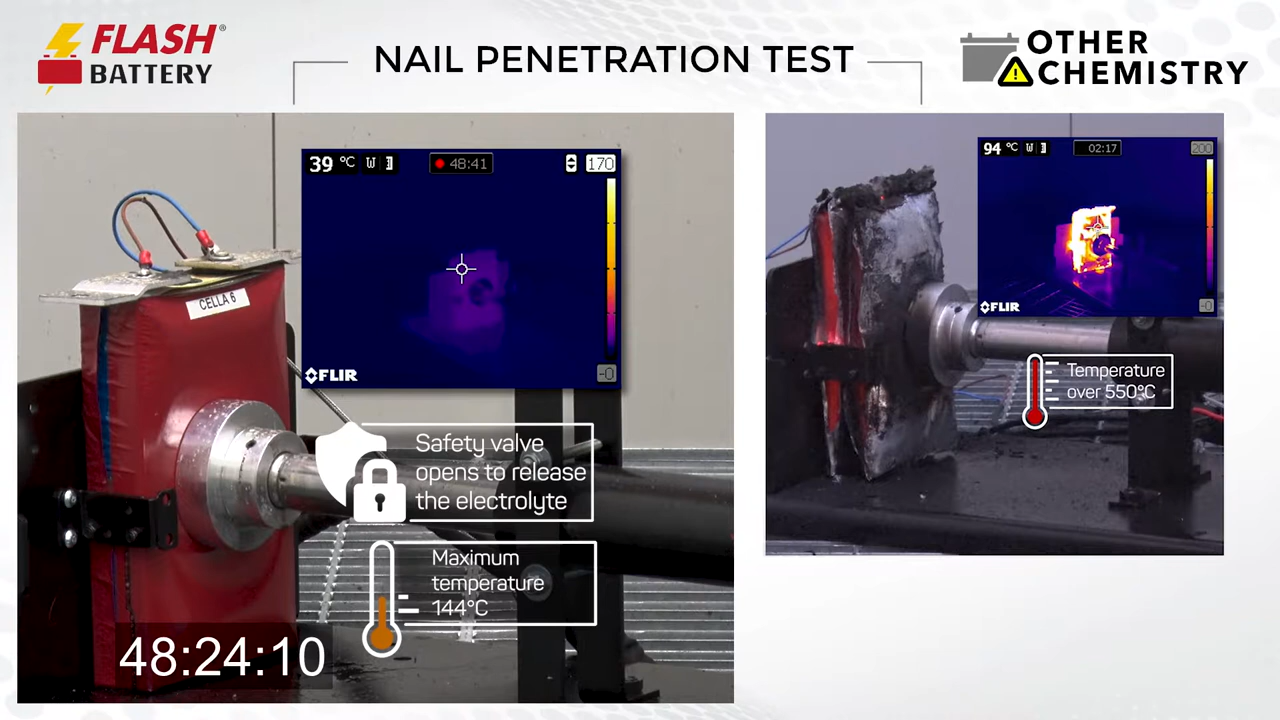 FLASH®
BATTERY
NAIL PENETRATION TEST
OTHER
CHEMISTRY
39 °C
48:41
170
-0
FLIR
CELLA 6
Safety valve
opens to release
the electrolyte
Maximum
temperature
144°C
48:24:10
94 °C
02:17
200
-0
FLIR
Temperature
over 550°C